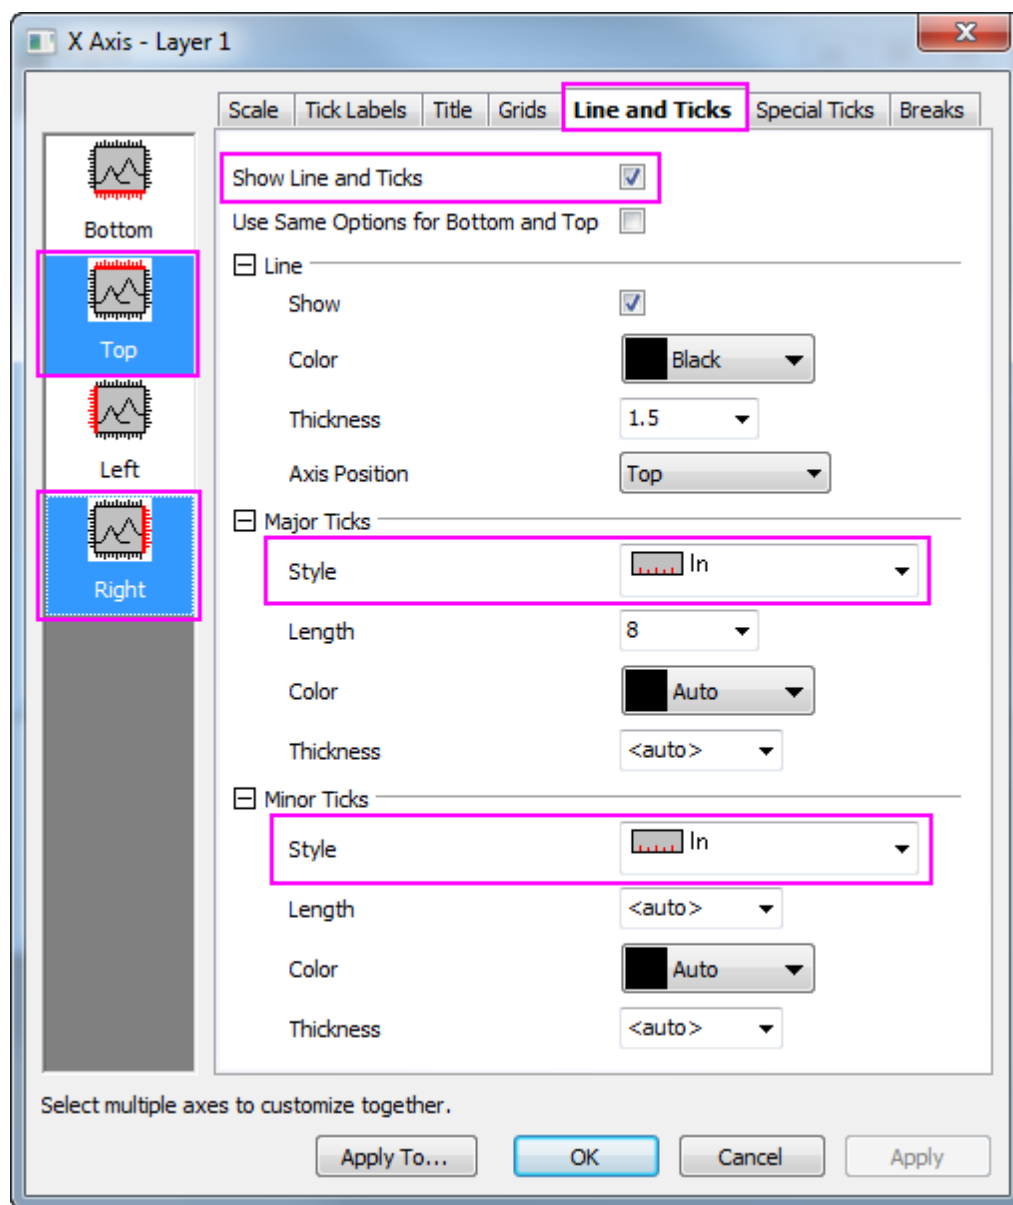 X Axis - Layer 1
Scale Tick Labels Title Grids Line and Ticks Special Ticks Breaks
Bottom
Top
Left
Right
Show Line and Ticks
Use Same Options for Bottom and Top
Line
Show
Color Black
Thickness 1.5
Axis Position Top
Major Ticks
Style In
Length 8
Color Auto
Thickness <auto>
Minor Ticks
Style In
Length <auto>
Color Auto
Thickness <auto>
Select multiple axes to customize together.
Apply To... OK Cancel Apply